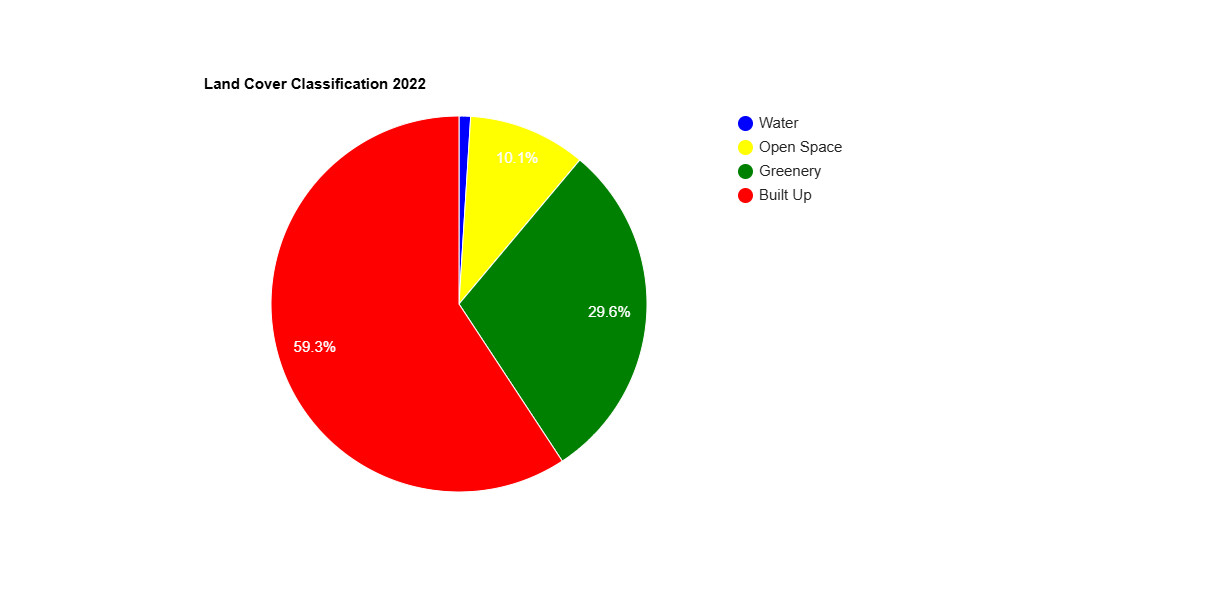 Land Cover Classification 2022
Water
Open Space
Greenery
Built Up
10.1%
29.6%
59.3%